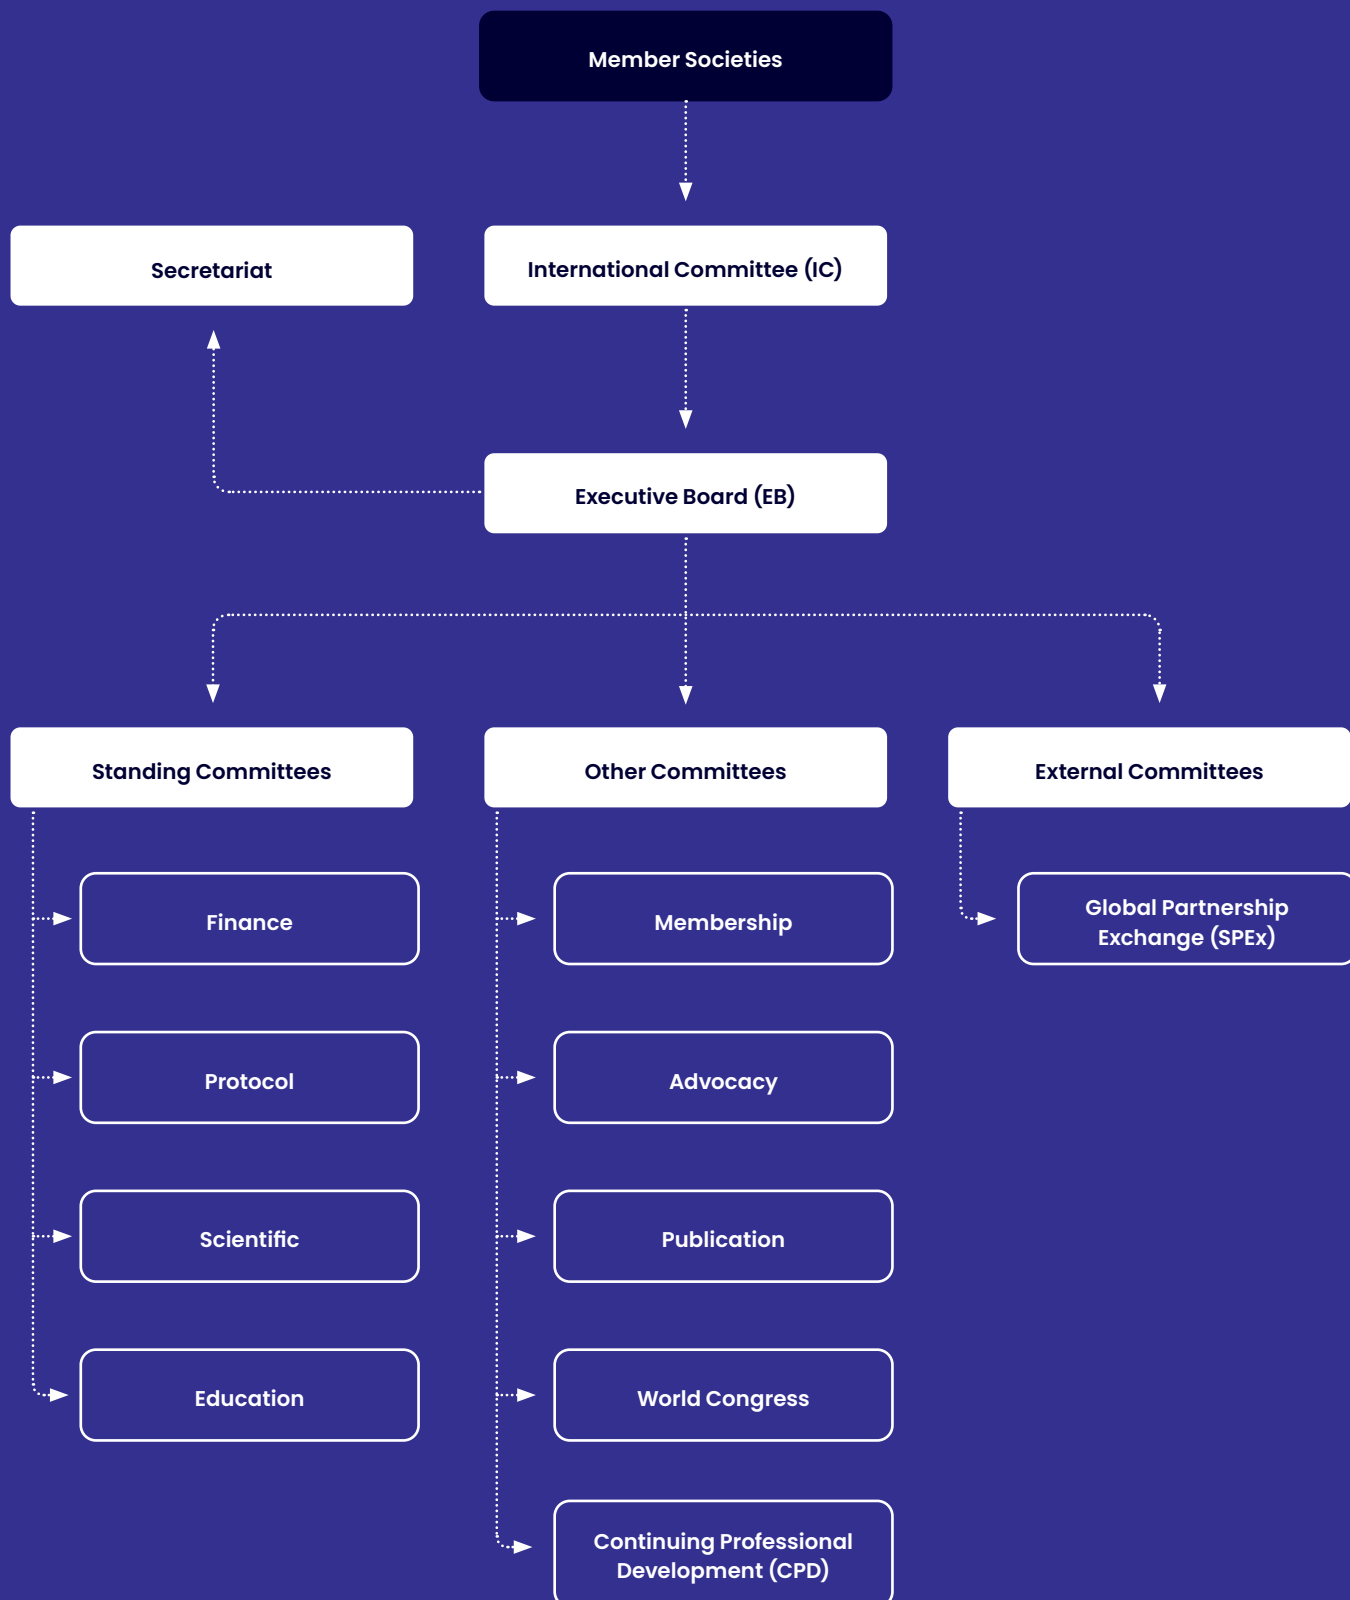 Member Societies
Secretariat
International Committee (IC)
Executive Board (EB)
Standing Committees
Other Committees
External Committees
Finance
Membership
Global Partnership
Exchange (SPEx)
Protocol
Advocacy
Scientific
Publication
Education
World Congress
Continuing Professional
Development (CPD)